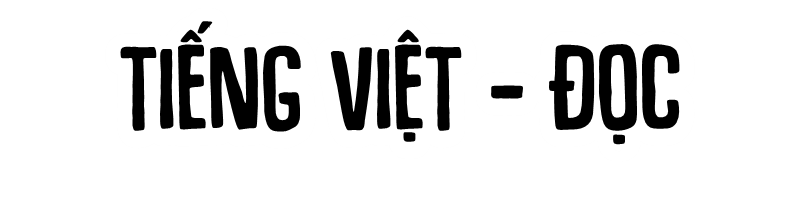 TIẾNG VIỆT - ĐỌC